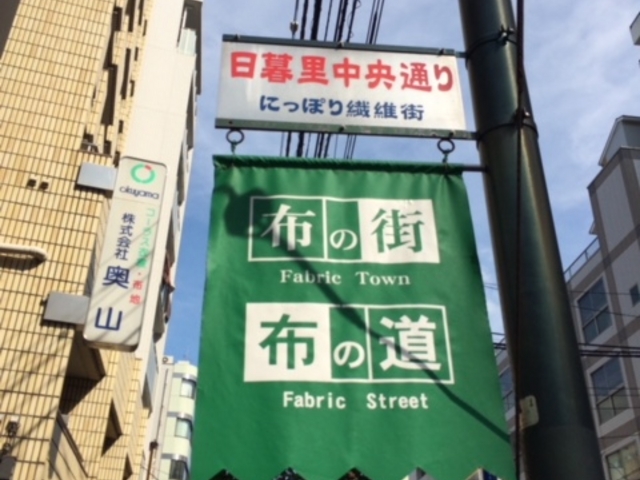 日暮里中央通り
にっぽり繊維街
布の街
Fabric Town
布の道
Fabric Street
okuyama
株式会社 奥山